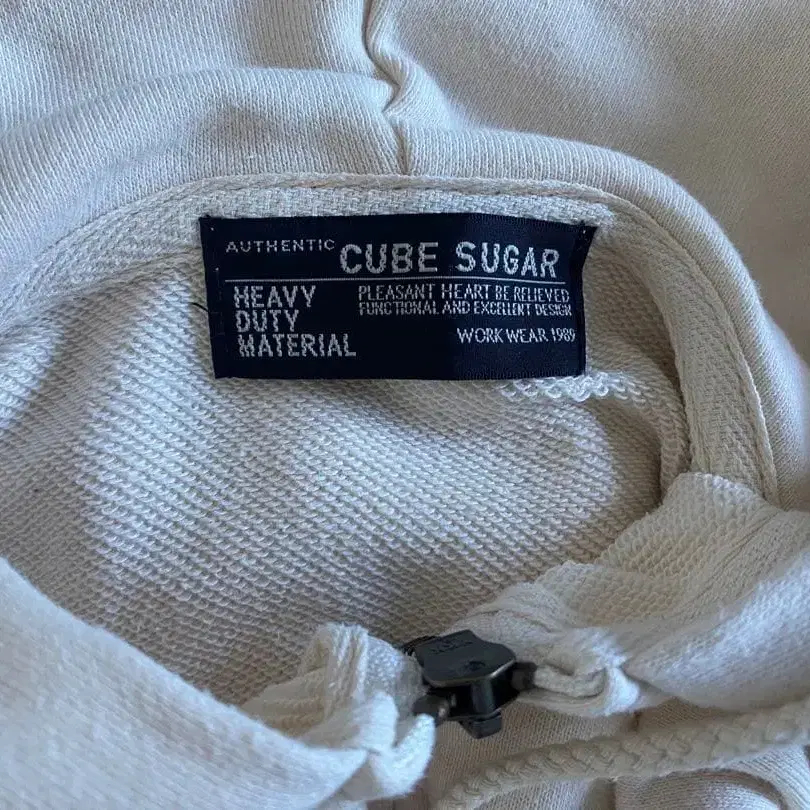 AUTHENTIC CUBE SUGAR
HEAVY
DUTY
MATERIAL
PLEASANT HEART BE RELIEVED
FUNCTIONAL AND EXCELLENT DESIGN
WORK WEAR 1989